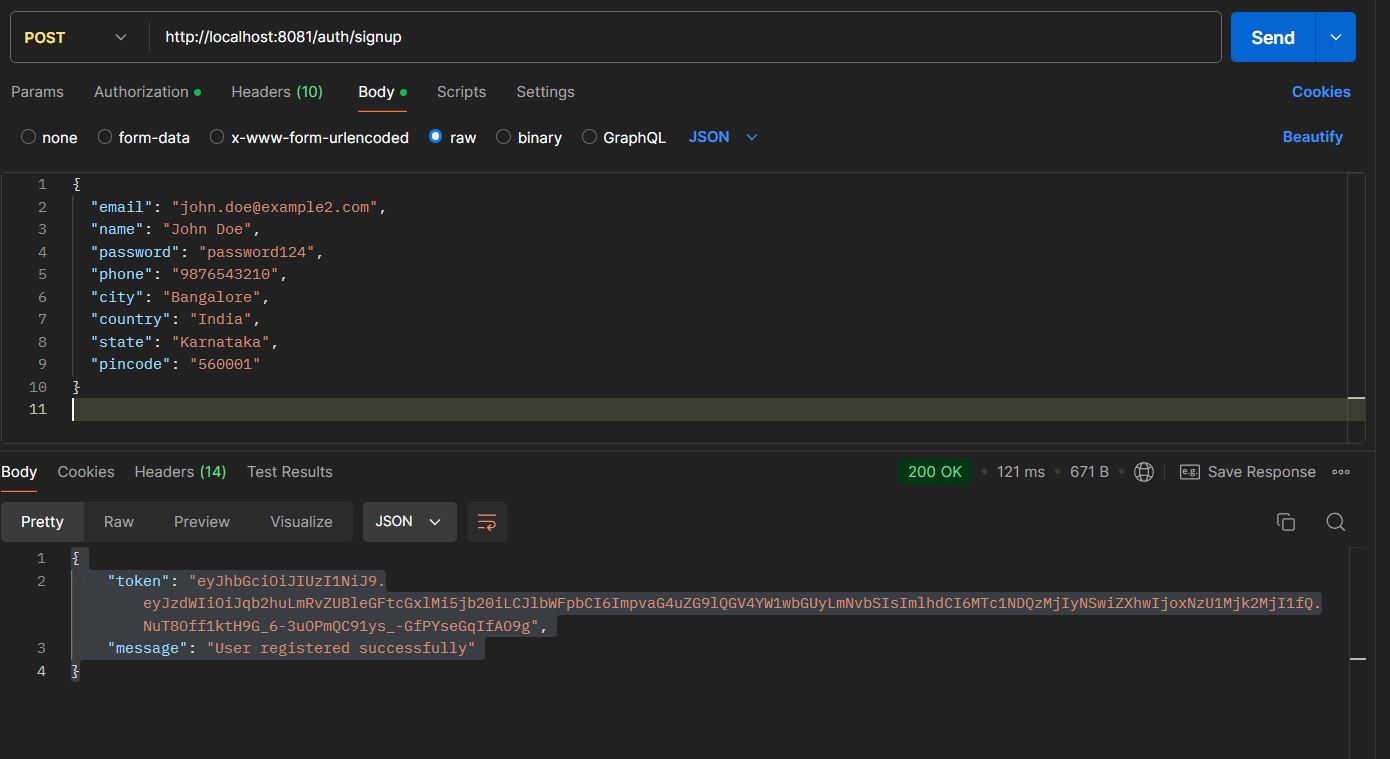 POST http://localhost:8081/auth/signup Send
Params Authorization Headers (10) Body Scripts Settings Cookies
none form-data x-www-form-urlencoded raw binary GraphQL JSON Beautify
1 {
2 "email": "john.doe@example2.com",
3 "name": "John Doe",
4 "password": "password124",
5 "phone": "9876543210",
6 "city": "Bangalore",
7 "country": "India",
8 "state": "Karnataka",
9 "pincode": "560001"
10 }
11
Body Cookies Headers (14) Test Results 200 OK 121 ms 671 B e.g. Save Response
Pretty Raw Preview Visualize JSON
1 {
2 "token": "eyJhbGciOiJIUzI1NiJ9.
eyJzdWIiOiJqb2huLmRvZUBleGFtcGxlMi5jb20iLCJlbWFpbCI6ImpvaG4uZG9lQGV4YW1wbGUyLmNvbSIsImlhdCI6MTc1NDQzMjIyNSwiZXhwIjoxNzU1Mjk2MjI1fQ.
NuT8Off1ktH9G_6-3uOPmQC91ys_-GfPYseGqIfAO9g",
3 "message": "User registered successfully"
4 }